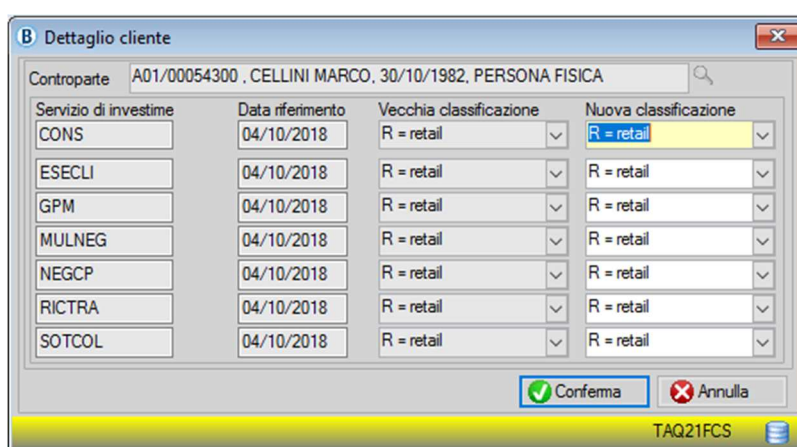 B Dettaglio cliente
Controparte A01/00054300 , CELLINI MARCO, 30/10/1982, PERSONA FISICA
Servizio di investime Data riferimento Vecchia classificazione Nuova classificazione
CONS 04/10/2018 R = retail R = retail
ESECLI 04/10/2018 R = retail R = retail
GPM 04/10/2018 R = retail R = retail
MULNEG 04/10/2018 R = retail R = retail
NEGCP 04/10/2018 R = retail R = retail
RICTRA 04/10/2018 R = retail R = retail
SOTCOL 04/10/2018 R = retail R = retail
Conferma Annulla
TAQ21FCS